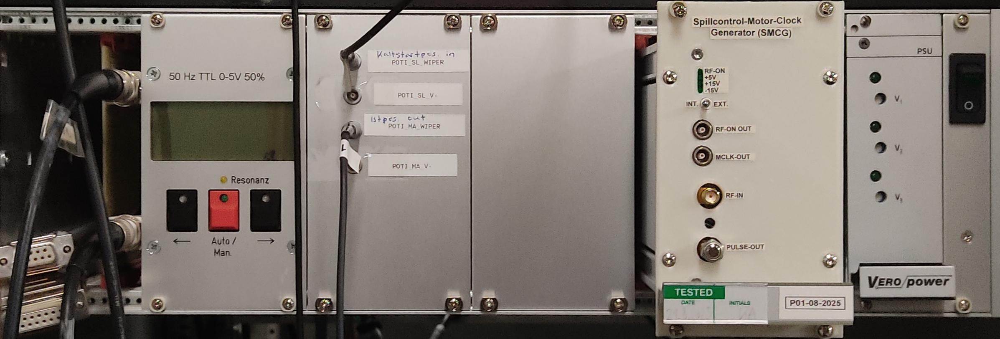 50 Hz TTL 0-5V 50%
Resonanz
←
Auto /
Man.
→
Kaltstartpos. in
POTI_SL_WIPER
POTI_SL_V-
Istpos. out
POTI_MA_WIPER
L
POTI_MA_V-
Spillcontrol-Motor-Clock
Generator (SMCG)
RF-ON
+5V
+15V
-15V
INT.
EXT.
RF-ON OUT
MCLK-OUT
RF-IN
PULSE-OUT
TESTED
DATE
INITIALS
P01-08-2025
PSU
V1
V2
V3
VERO/power